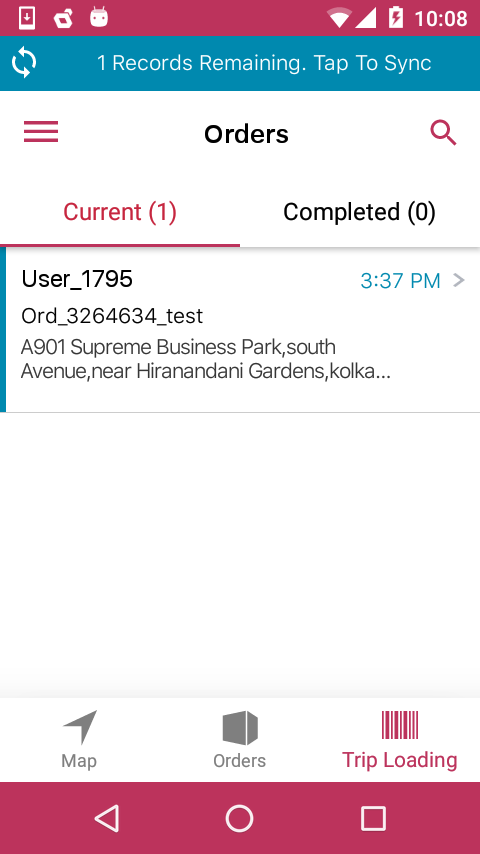 10:08
1 Records Remaining. Tap To Sync
Orders
Current (1)
Completed (0)
User_1795
3:37 PM
Ord_3264634_test
A901 Supreme Business Park,south
Avenue,near Hiranandani Gardens,kolka...
Map
Orders
Trip Loading